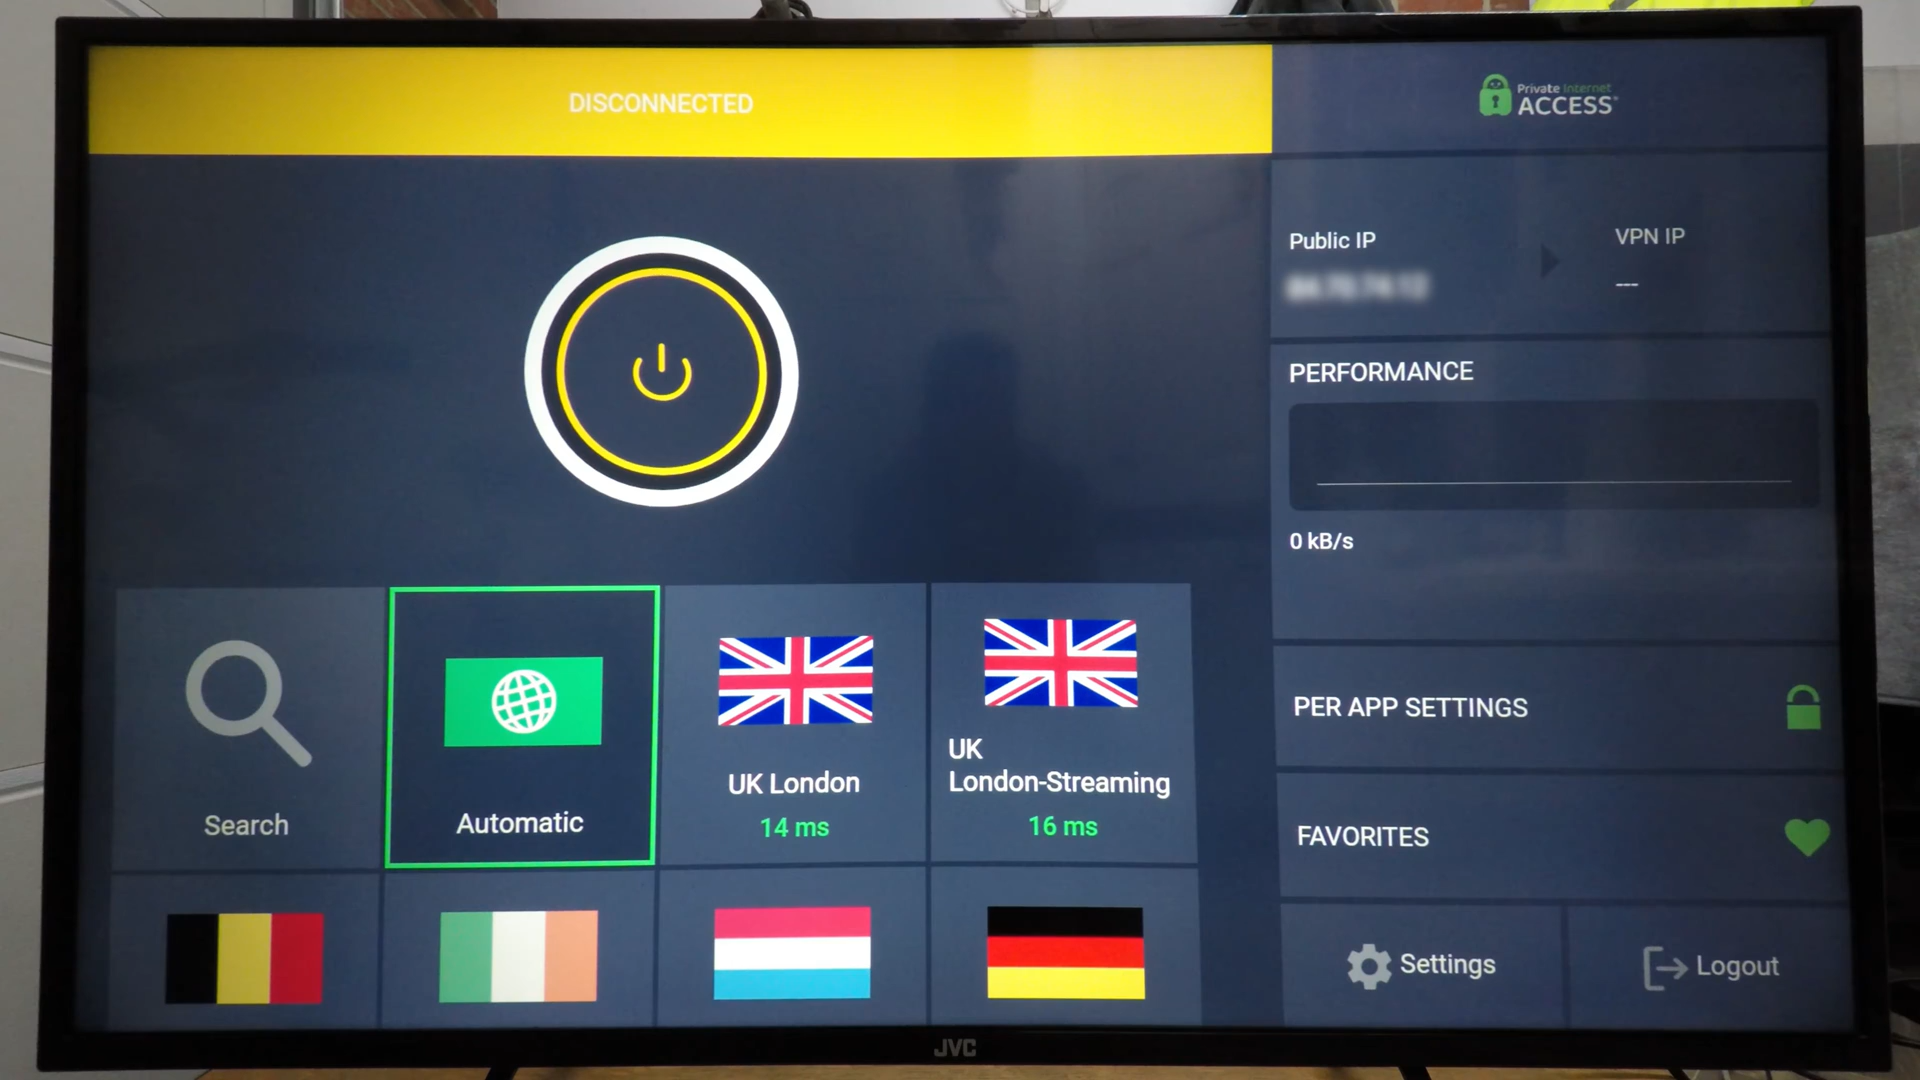 DISCONNECTED
Private Internet
ACCESS
Public IP
VPN IP
---
PERFORMANCE
0 kB/s
Search
Automatic
UK London
14 ms
UK
London-Streaming
16 ms
PER APP SETTINGS
FAVORITES
Settings
Logout
JVC